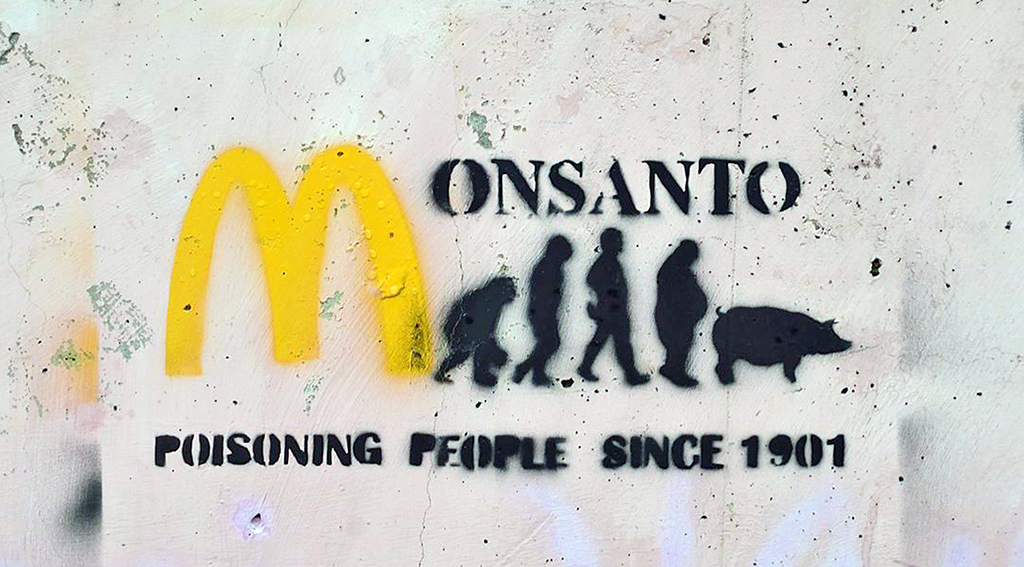 MONSANTO
POISONING PEOPLE SINCE 1901